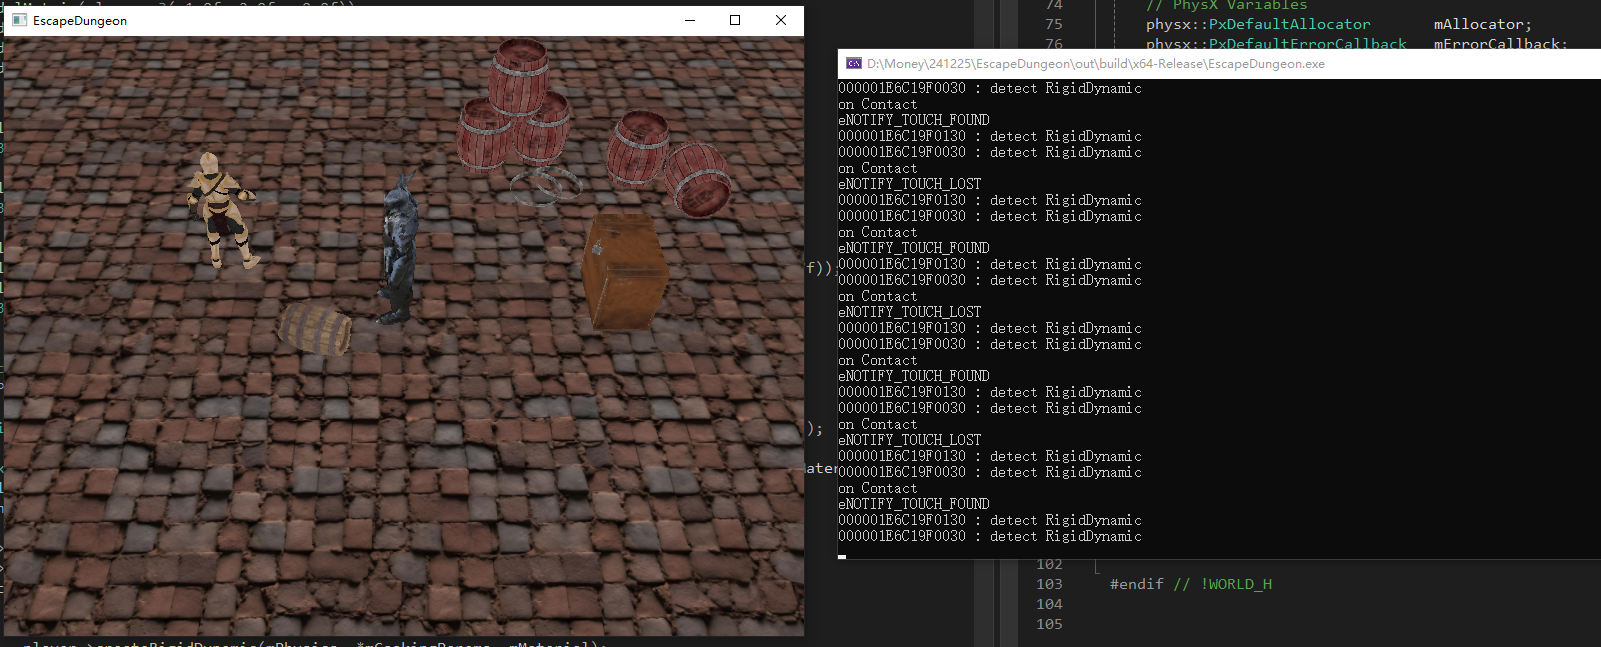 EscapeDungeon
74 // PhysX Variables
75 physx::PxDefaultAllocator mAllocator;
76 physx::PxDefaultErrorCallback mErrorCallback;
D:\Money\241225\EscapeDungeon\out\build\x64-Release\EscapeDungeon.exe
000001E6C19F0030 : detect RigidDynamic
on Contact
eNOTIFY_TOUCH_FOUND
000001E6C19F0130 : detect RigidDynamic
000001E6C19F0030 : detect RigidDynamic
on Contact
eNOTIFY_TOUCH_LOST
000001E6C19F0130 : detect RigidDynamic
000001E6C19F0030 : detect RigidDynamic
on Contact
eNOTIFY_TOUCH_FOUND
f));
000001E6C19F0130 : detect RigidDynamic
000001E6C19F0030 : detect RigidDynamic
on Contact
eNOTIFY_TOUCH_LOST
000001E6C19F0130 : detect RigidDynamic
000001E6C19F0030 : detect RigidDynamic
on Contact
eNOTIFY_TOUCH_FOUND
000001E6C19F0130 : detect RigidDynamic
000001E6C19F0030 : detect RigidDynamic
on Contact
);
eNOTIFY_TOUCH_LOST
000001E6C19F0130 : detect RigidDynamic
000001E6C19F0030 : detect RigidDynamic
on Contact
eNOTIFY_TOUCH_FOUND
000001E6C19F0130 : detect RigidDynamic
000001E6C19F0030 : detect RigidDynamic
102
103 #endif // !WORLD_H
104
105